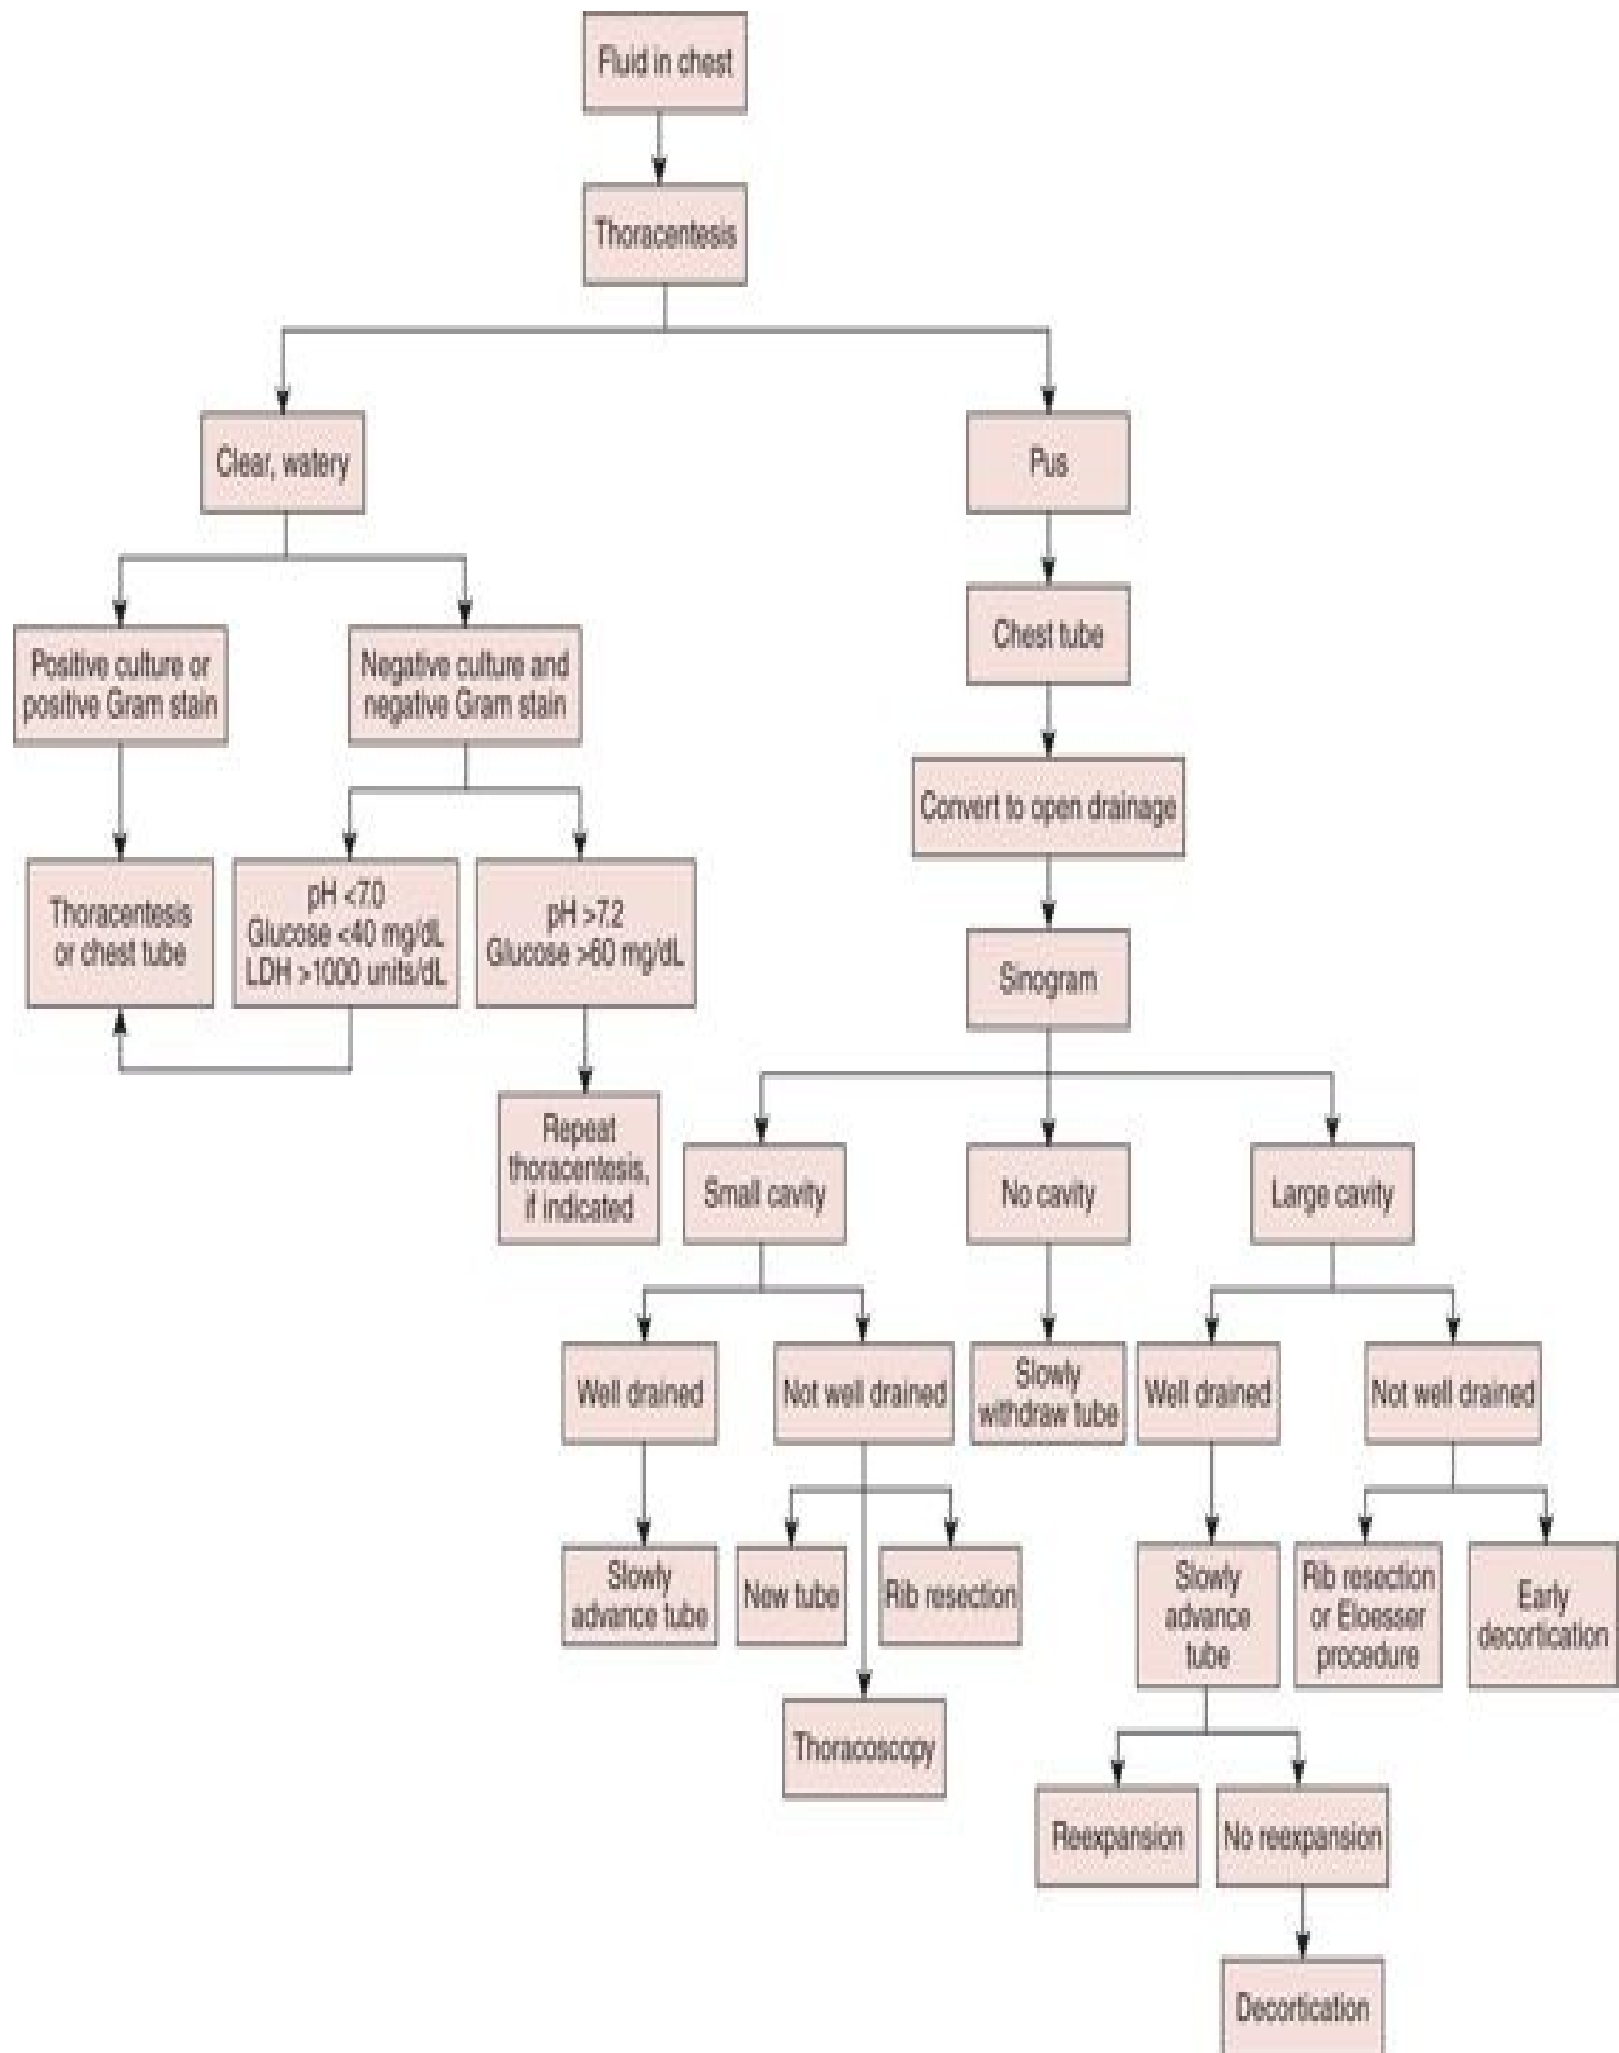 Fluid in chest
Thoracentesis
Clear, watery
Pus
Chest tube
Positive culture or
positive Gram stain
Negative culture and
negative Gram stain
Convert to open drainage
Thoracentesis
or chest tube
pH <7.0
Glucose <40 mg/dL
LDH >1000 units/dL
pH >7.2
Glucose >60 mg/dL
Sinogram
Repeat
thoracentesis,
if indicated
Small cavity
No cavity
Large cavity
Well drained
Not well drained
Slowly
withdraw tube
Well drained
Not well drained
Slowly
advance tube
New tube
Rib resection
Slowly
advance
tube
Rib resection
or Eloesser
procedure
Early
decortication
Thoracoscopy
Reexpansion
No reexpansion
Decortication